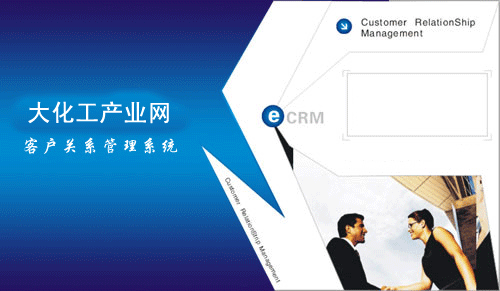 Customer RelationShip
Management
大化工产业网
客户关系管理系统
e CRM
Customer RelationShip Management